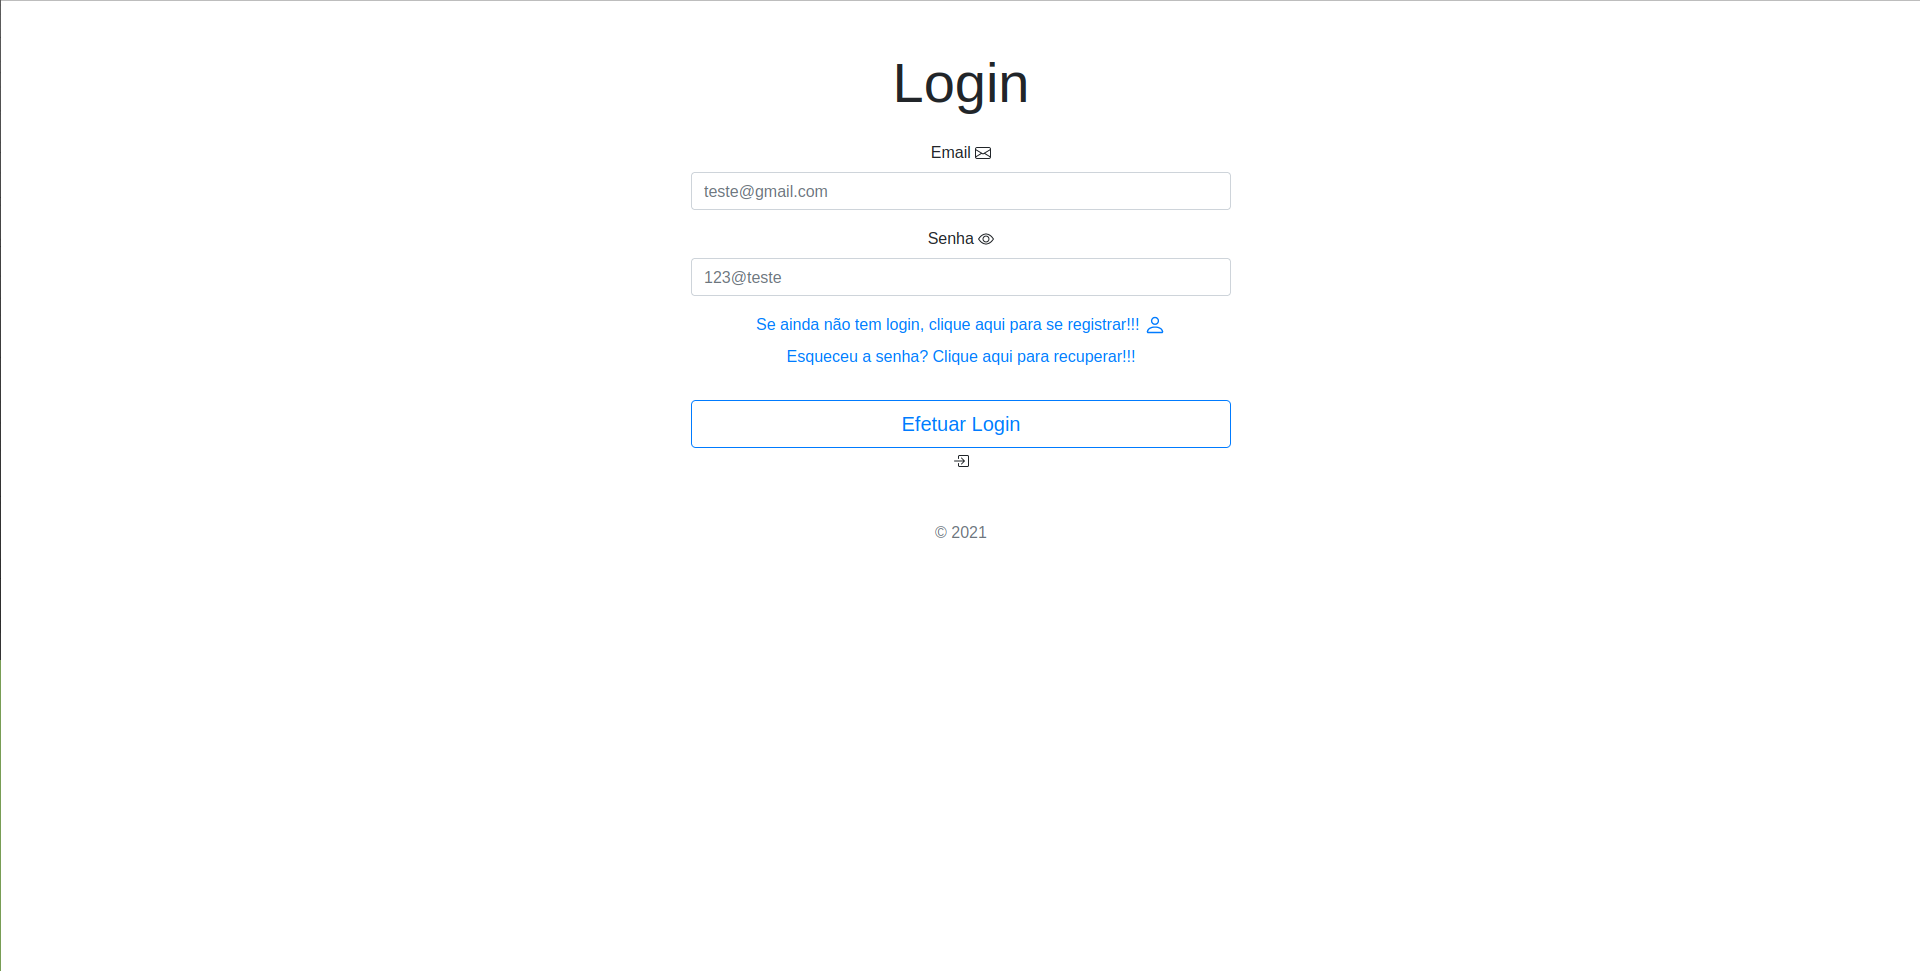 Login
Email
teste@gmail.com
Senha
123@teste
Se ainda não tem login, clique aqui para se registrar!!!
Esqueceu a senha? Clique aqui para recuperar!!!
Efetuar Login
© 2021